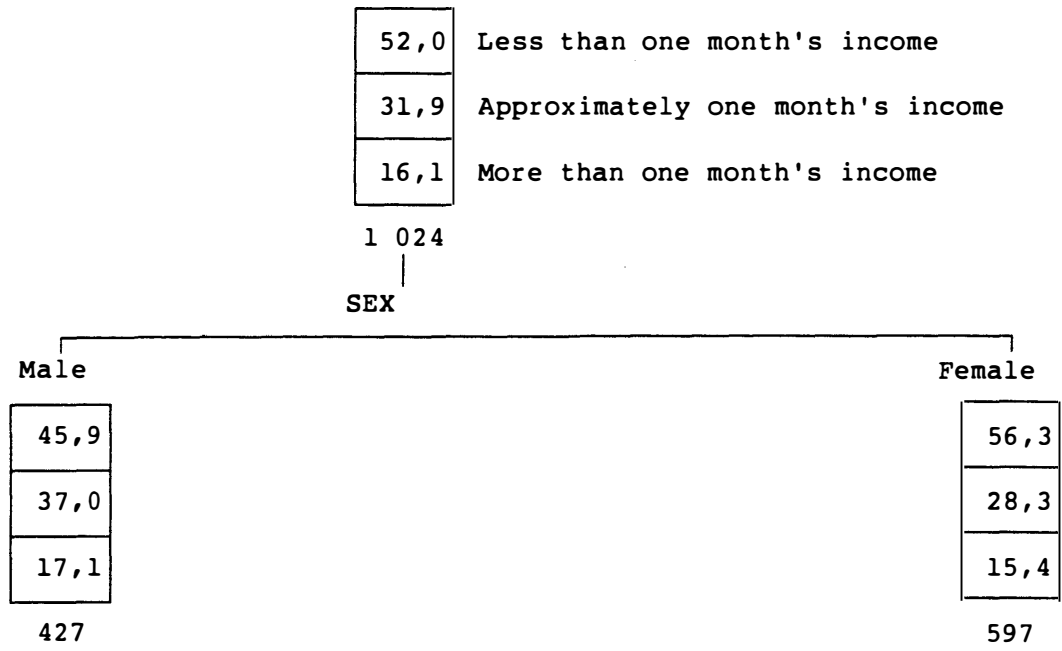 52,0 Less than one month's income
31,9 Approximately one month's income
16,1 More than one month's income
1 024
SEX
Male Female
45,9 56,3
37,0 28,3
17,1 15,4
427 597